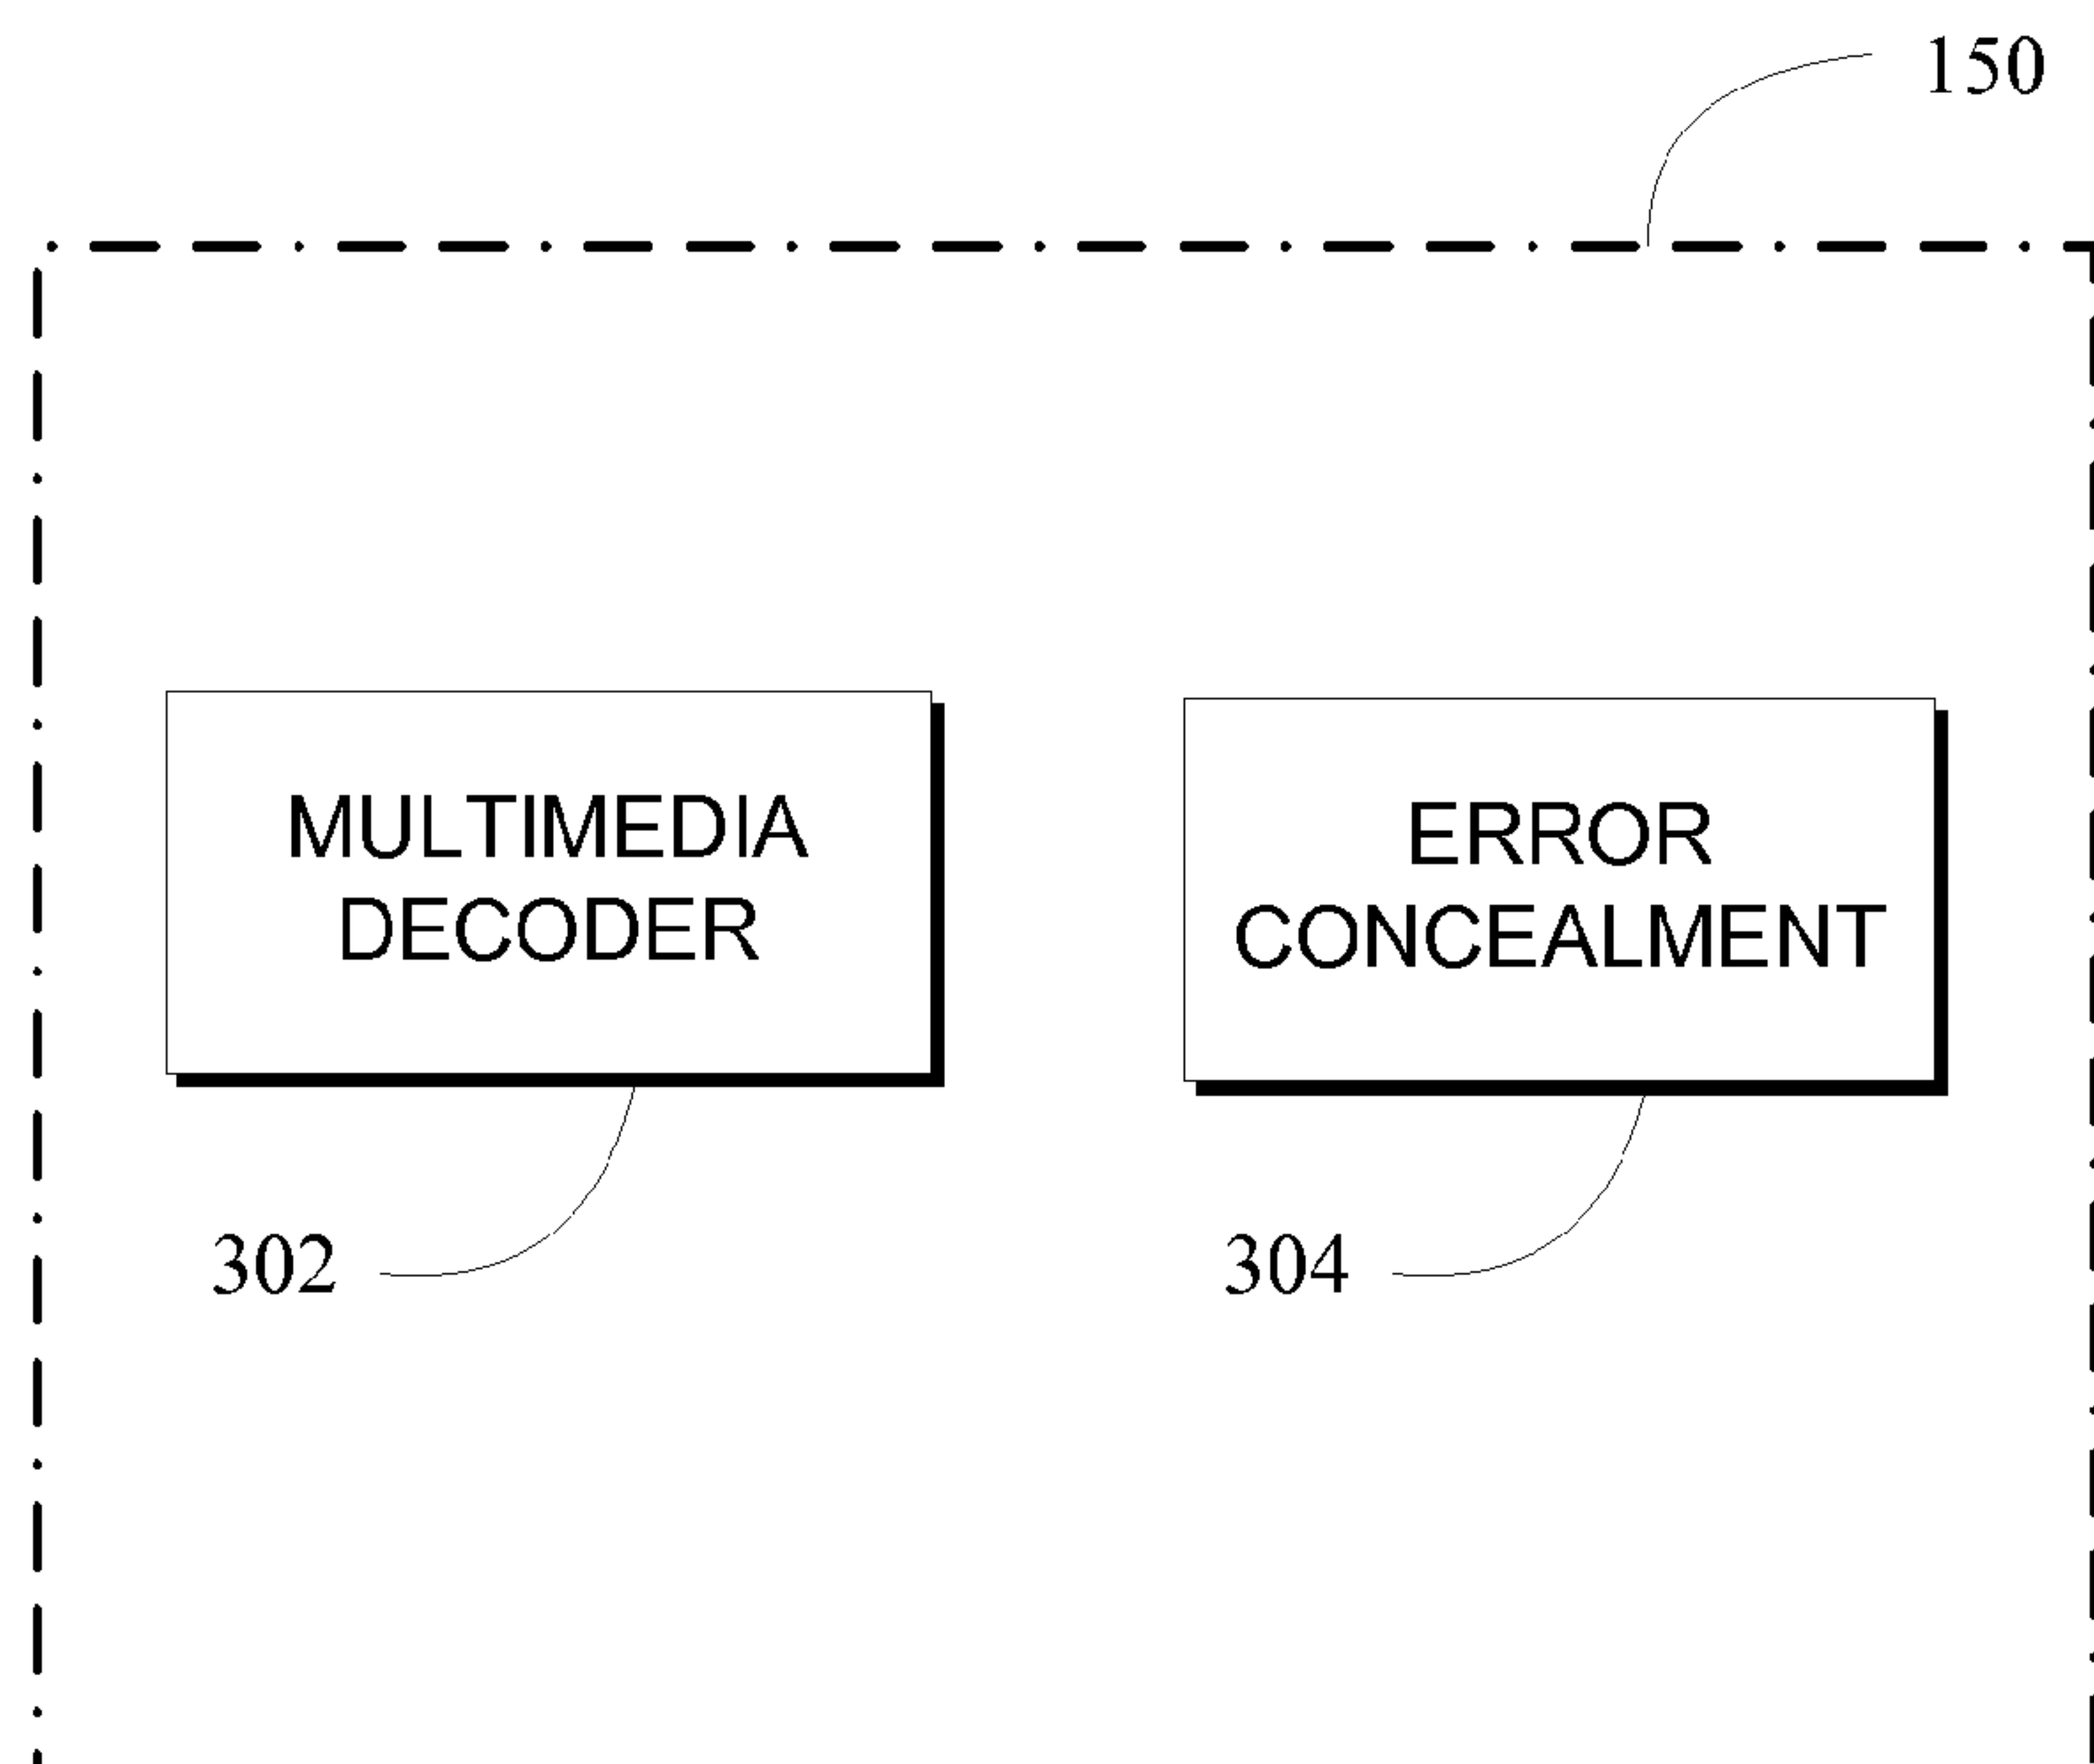 150
MULTIMEDIA
DECODER
ERROR
CONCEALMENT
302
304